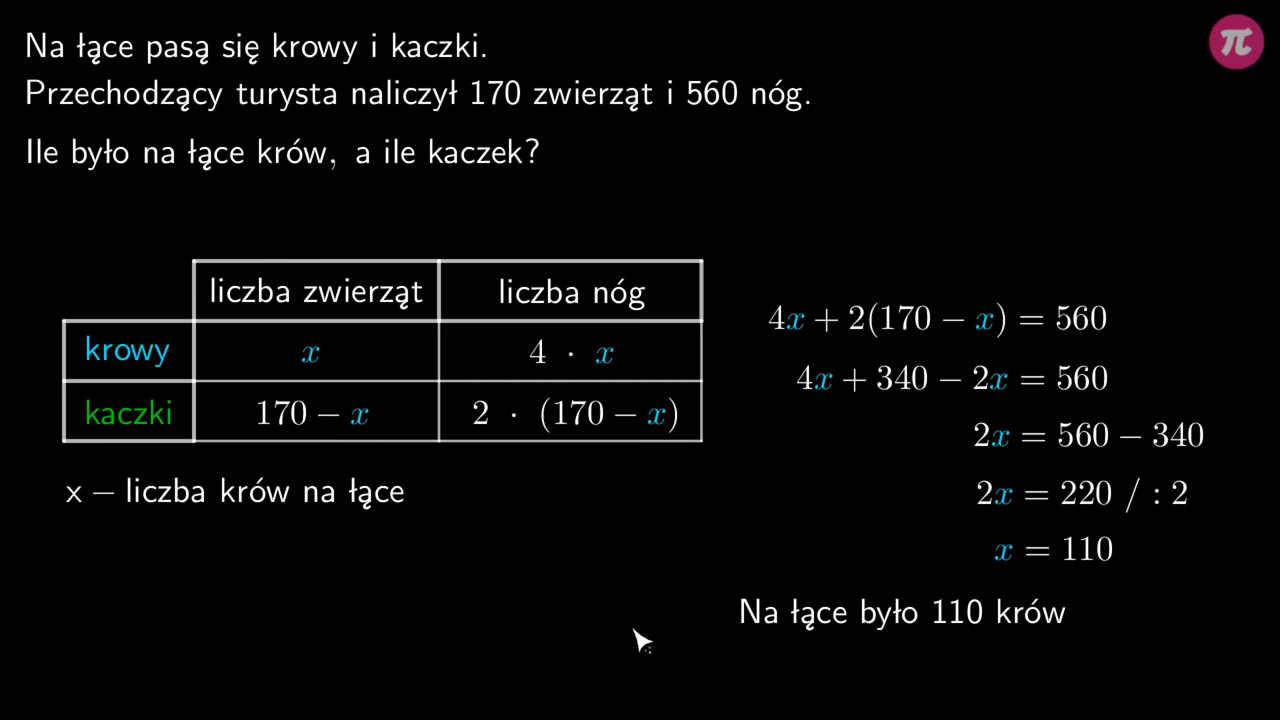 π
Na łące pasą się krowy i kaczki.
Przechodzący turysta naliczył 170 zwierząt i 560 nóg.
Ile było na łące krów, a ile kaczek?
liczba zwierząt liczba nóg
krowy x 4 · x
kaczki 170 − x 2 · (170 − x)
x – liczba krów na łące
4x + 2(170 − x) = 560
4x + 340 − 2x = 560
2x = 560 − 340
2x = 220 / : 2
x = 110
Na łące było 110 krów